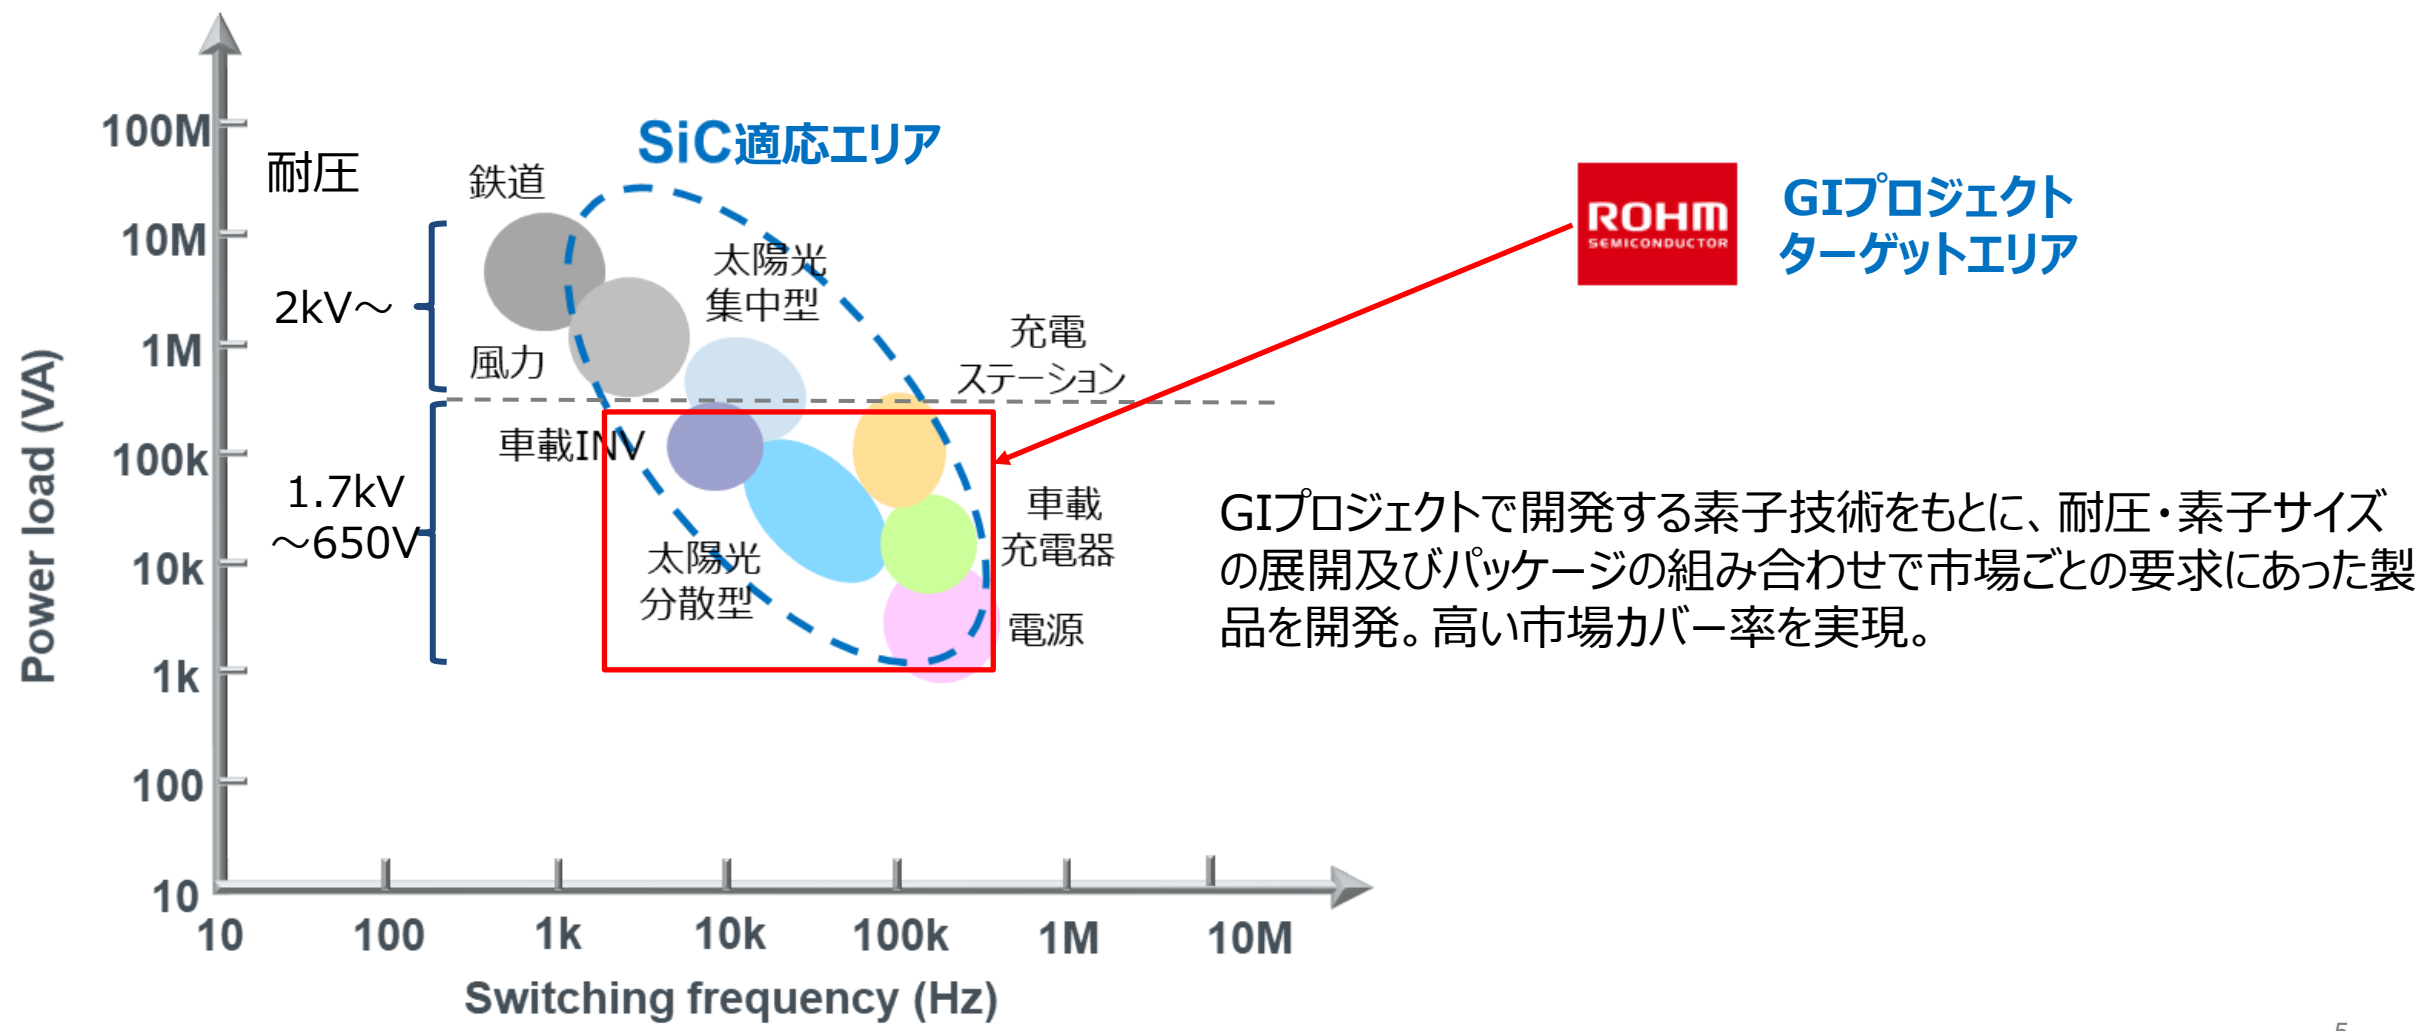 SiC適応エリア
100M
耐圧
鉄道
ROHM
SEMICONDUCTOR
GIプロジェクト
ターゲットエリア
10M
太陽光
集中型
2kV～
充電
ステーション
1M
風力
車載INV
100k
1.7kV
～650V
車載
充電器
GIプロジェクトで開発する素子技術をもとに、耐圧・素子サイズ
の展開及びパッケージの組み合わせで市場ごとの要求にあった製
品を開発。高い市場カバー率を実現。
10k
太陽光
分散型
電源
1k
100
10
Power load (VA)
10 100 1k 10k 100k 1M 10M
Switching frequency (Hz)
5